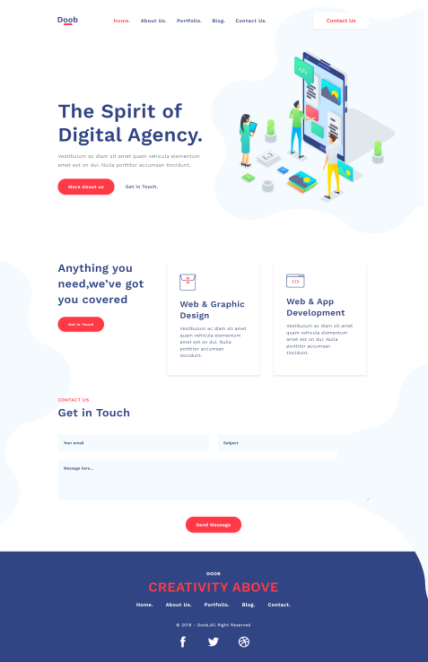 Doob
Home. About Us. Portfolio. Blog. Contact Us.
Contact Us
The Spirit of
Digital Agency.
Vestibulum ac diam sit amet quam vehicula elementum
amet est on dui. Nulla porttitor accumsan tincidunt.
More About us
Get in Touch.
Anything you
need,we've got
you covered
Get in Touch
Web & Graphic
Design
Vestibulum ac diam sit amet
quam vehicula elementum
amet est on dui. Nulla
porttitor accumsan
tincidunt.
Web & App
Development
Vestibulum ac diam sit amet
quam vehicula elementum
amet est on dui. Nulla
porttitor accumsan
tincidunt.
CONTACT US
Get in Touch
Your email
Subject
Message here...
Send Message
DOOB
CREATIVITY ABOVE
Home. About Us. Portfolio. Blog. Contact.
© 2019 - Doob,All Right Reserved